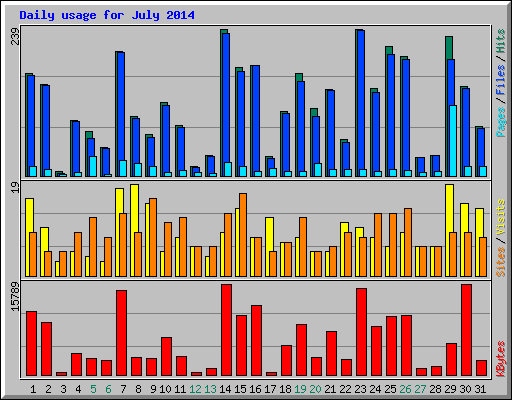 Daily usage for July 2014
239
Pages / Files / Hits
19
Sites / Visits
15789
KBytes
1 2 3 4 5 6 7 8 9 10 11 12 13 14 15 16 17 18 19 20 21 22 23 24 25 26 27 28 29 30 31